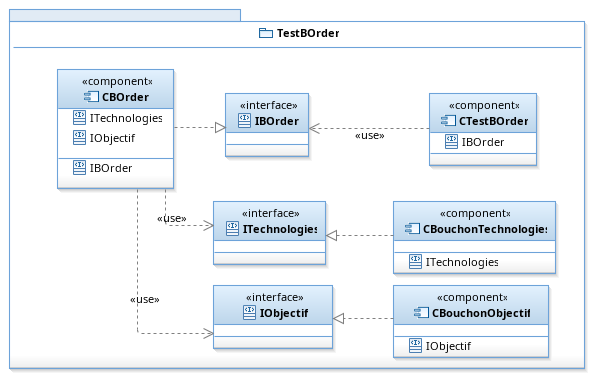 TestBOrder
«component»
CBOrder
ITechnologies
IObjectif
IBOrder
«interface»
IBOrder
«use»
«component»
CTestBOrder
IBOrder
«use»
«interface»
ITechnologies
«component»
CBouchonTechnologies
ITechnologies
«use»
«interface»
IObjectif
«component»
CBouchonObjectif
IObjectif